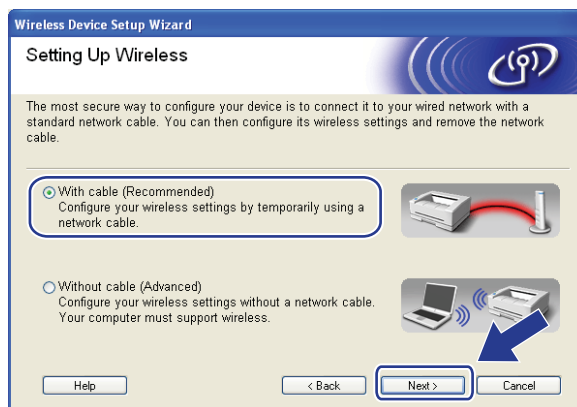 Wireless Device Setup Wizard
Setting Up Wireless
The most secure way to configure your device is to connect it to your wired network with a
standard network cable. You can then configure its wireless settings and remove the network
cable.
With cable (Recommended)
Configure your wireless settings by temporarily using a
network cable.
Without cable (Advanced)
Configure your wireless settings without a network cable.
Your computer must support wireless.
Help
< Back
Next >
Cancel